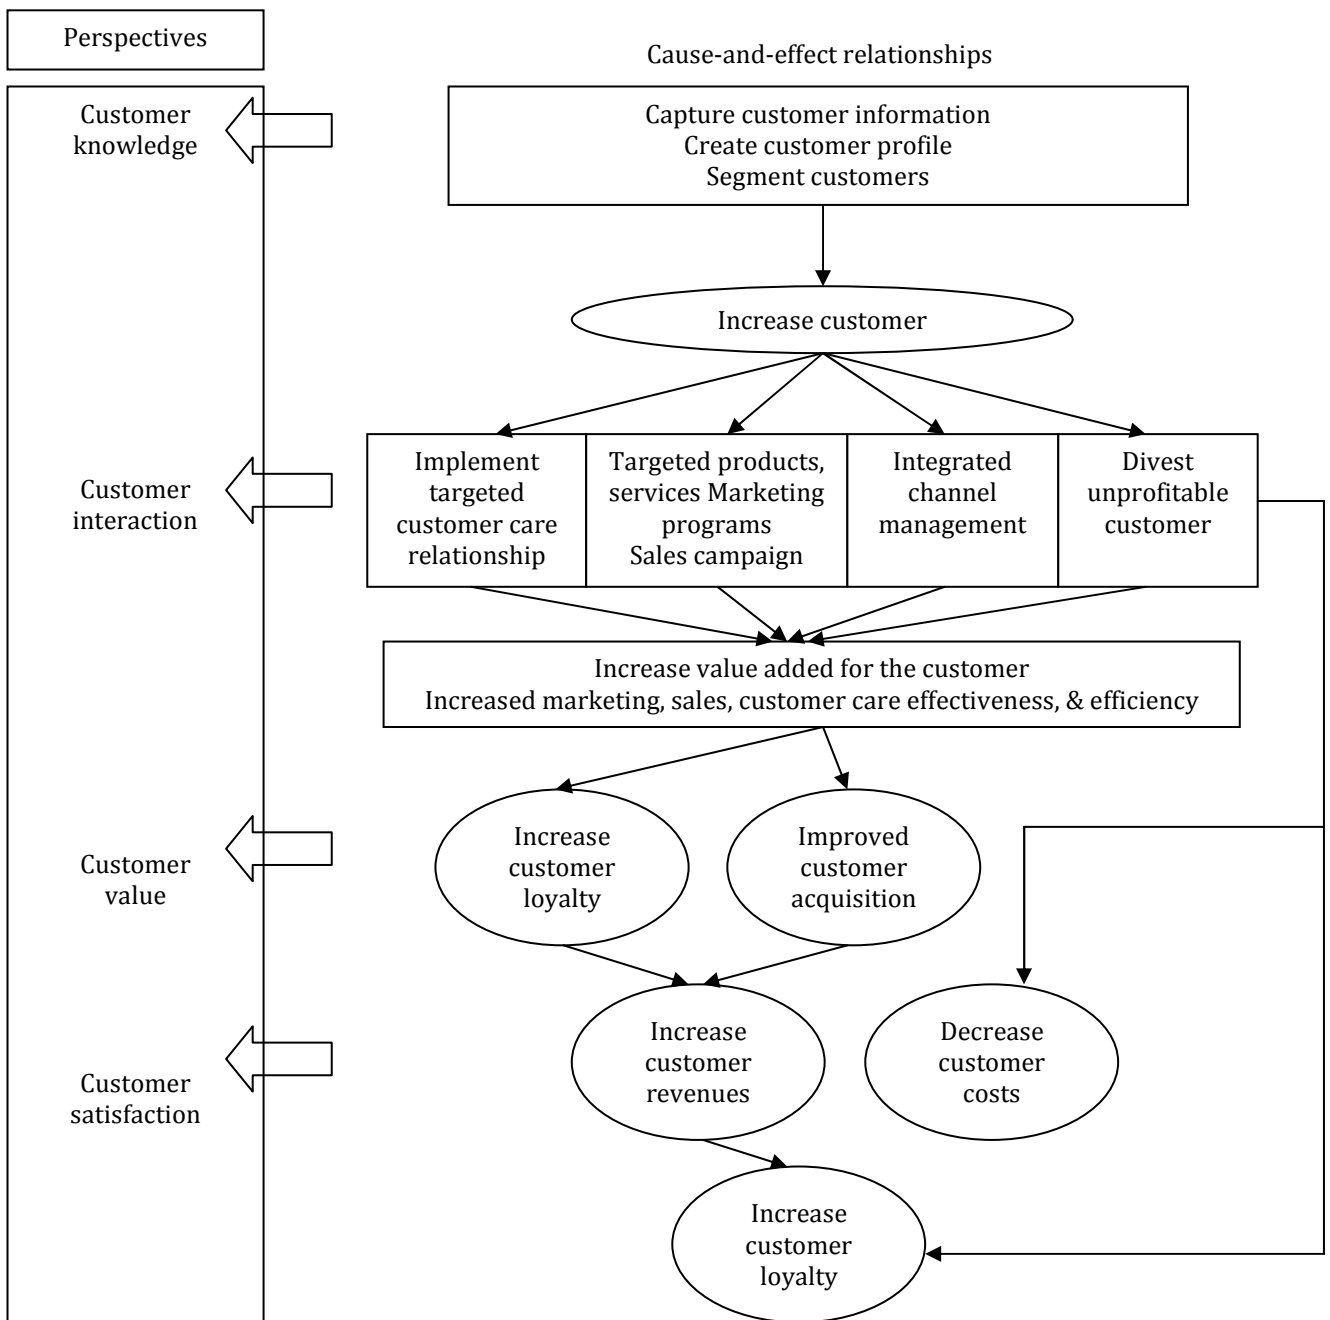 Perspectives
Cause-and-effect relationships
Customer
knowledge
Capture customer information
Create customer profile
Segment customers
Increase customer
Customer
interaction
Implement
targeted
customer care
relationship
Targeted products,
services Marketing
programs
Sales campaign
Integrated
channel
management
Divest
unprofitable
customer
Increase value added for the customer
Increased marketing, sales, customer care effectiveness, & efficiency
Customer
value
Increase
customer
loyalty
Improved
customer
acquisition
Customer
satisfaction
Increase
customer
revenues
Decrease
customer
costs
Increase
customer
loyalty